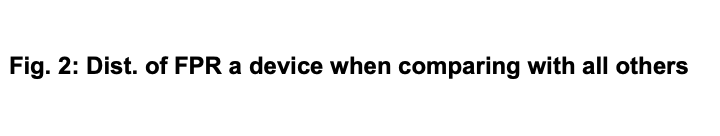 Fig. 2: Dist. of FPR a device when comparing with all others